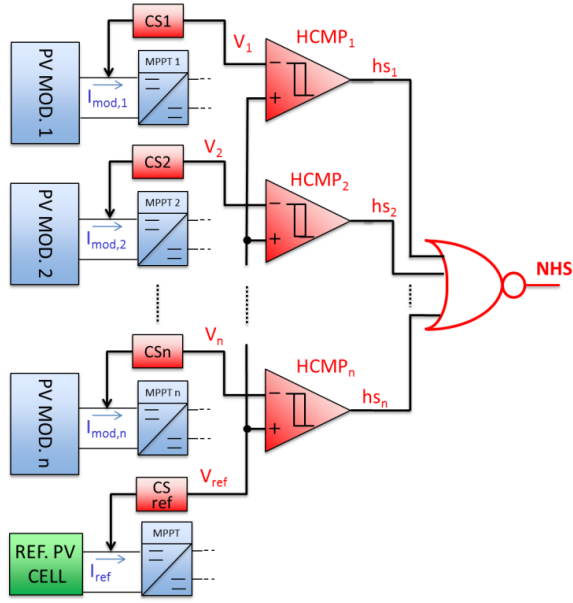 CS1
V1
HCMP1
PV MOD. 1
MPPT 1
Imod,1
hs1
CS2
V2
HCMP2
PV MOD. 2
MPPT 2
Imod,2
hs2
NHS
CSn
Vn
HCMPn
PV MOD. n
MPPT n
Imod,n
hsn
CS
ref
Vref
REF. PV
CELL
MPPT
Iref